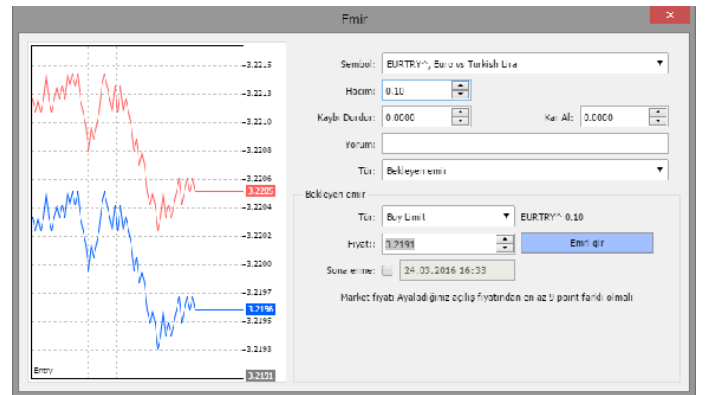 Emir
Sembol: EURTRY^, Euro vs Turkish Lira
Hacim: 0.10
Kaybı Durdur: 0.0000 Kar Al: 0.0000
Yorum:
Tür: Bekleyen emir
Bekleyen emir
Tür: Buy Limit EURTRY^ 0.10
Fiyatı: 3.2191 Emri gir
Sona erme: 24.03.2016 16:33
Market fiyatı Ayaladığınız açılış fiyatından en az 9 point farklı olmalı
3.2215
3.2213
3.2210
3.2208
3.2206
3.2205
3.2204
3.2202
3.2200
3.2197
3.2196
3.2195
3.2193
3.2191
Entry